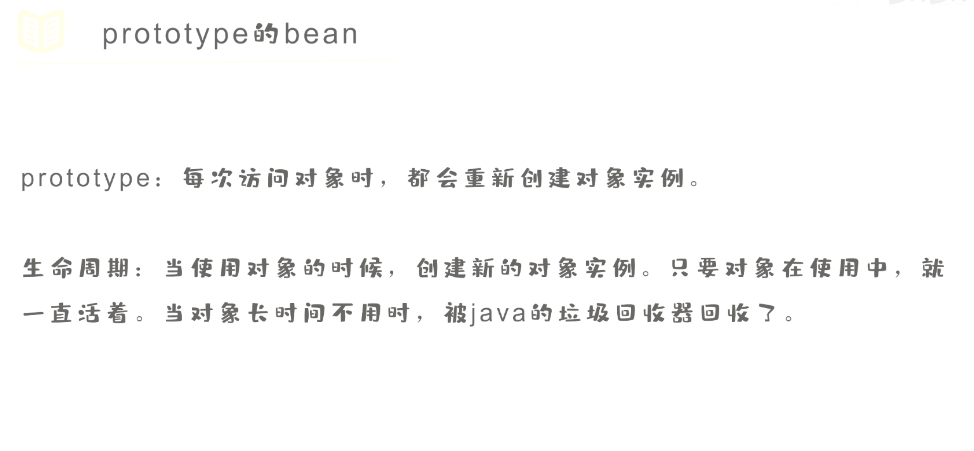 prototype的bean
prototype：每次访问对象时，都会重新创建对象实例。
生命周期：当使用对象的时候，创建新的对象实例。只要对象在使用中，就
一直活着。当对象长时间不用时，被java的垃圾回收器回收了。